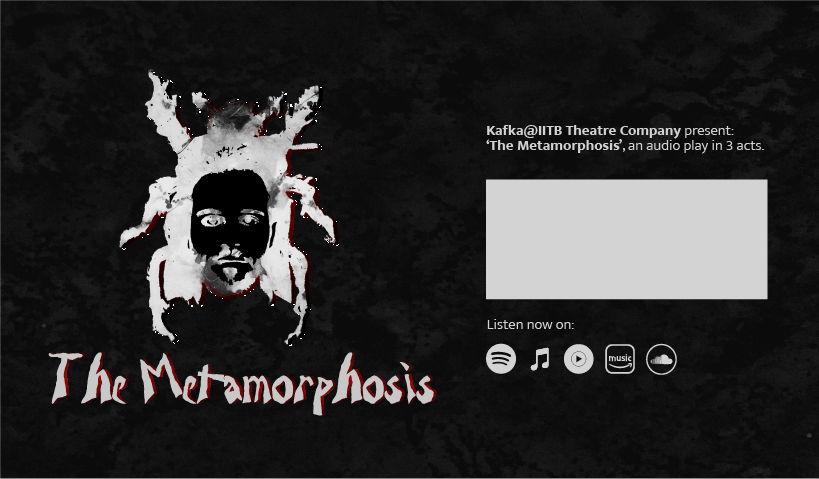 Kafka@IITB Theatre Company present:
‘The Metamorphosis’, an audio play in 3 acts.
Listen now on:
music
The Metamorphosis